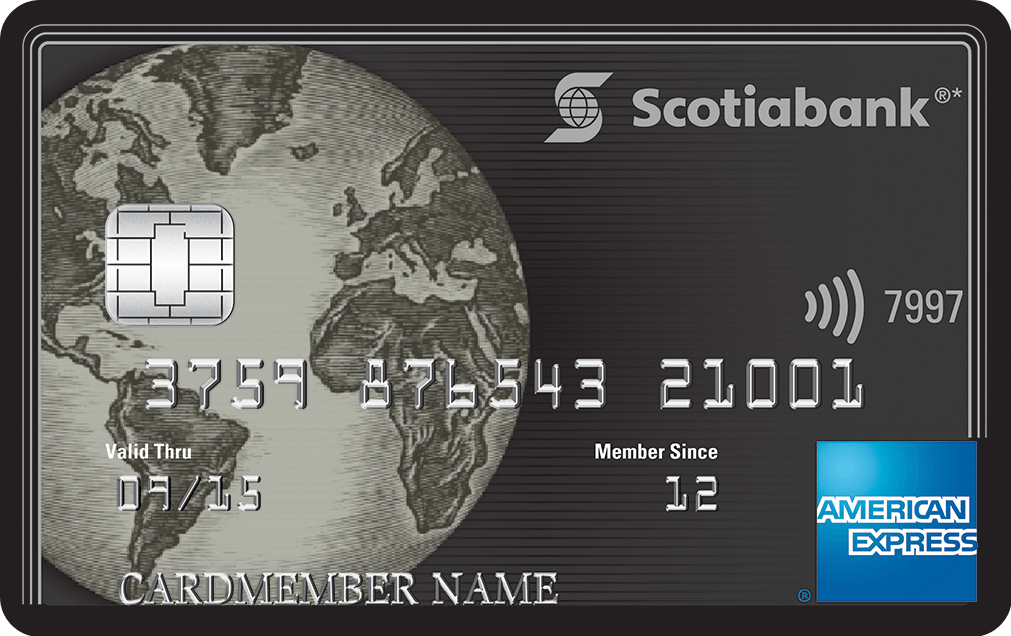 Scotiabank®*
7997
3759 876543 21001
Valid Thru
Member Since
09/15
12
AMERICAN
EXPRESS
®
CARDMEMBER NAME